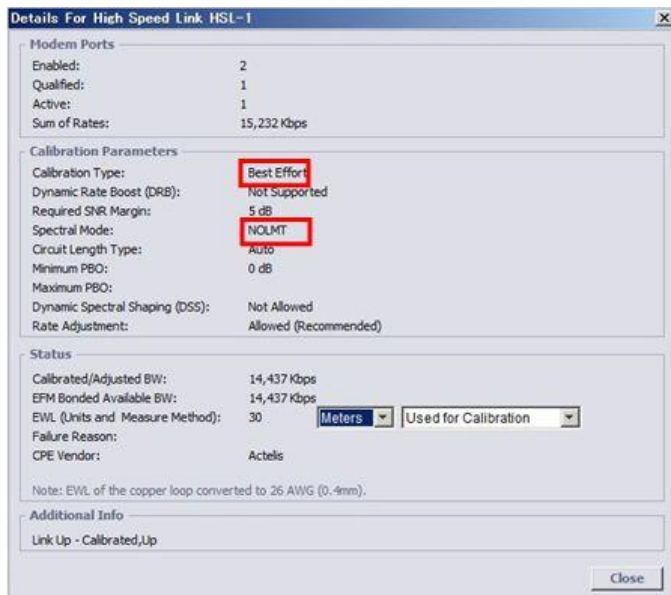 Details For High Speed Link HSL-1
Modem Ports
Enabled: 2
Qualified: 1
Active: 1
Sum of Rates: 15,232 Kbps
Calibration Parameters
Calibration Type: Best Effort
Dynamic Rate Boost (DRB): Not Supported
Required SNR Margin: 5 dB
Spectral Mode: NOLMT
Circuit Length Type: Auto
Minimum PBO: 0 dB
Maximum PBO:
Dynamic Spectral Shaping (DSS): Not Allowed
Rate Adjustment: Allowed (Recommended)
Status
Calibrated/Adjusted BW: 14,437 Kbps
EFM Bonded Available BW: 14,437 Kbps
EWL (Units and Measure Method): 30 Meters Used for Calibration
Failure Reason:
CPE Vendor: Actelis
Note: EWL of the copper loop converted to 26 AWG (0.4mm).
Additional Info
Link Up - Calibrated,Up
Close